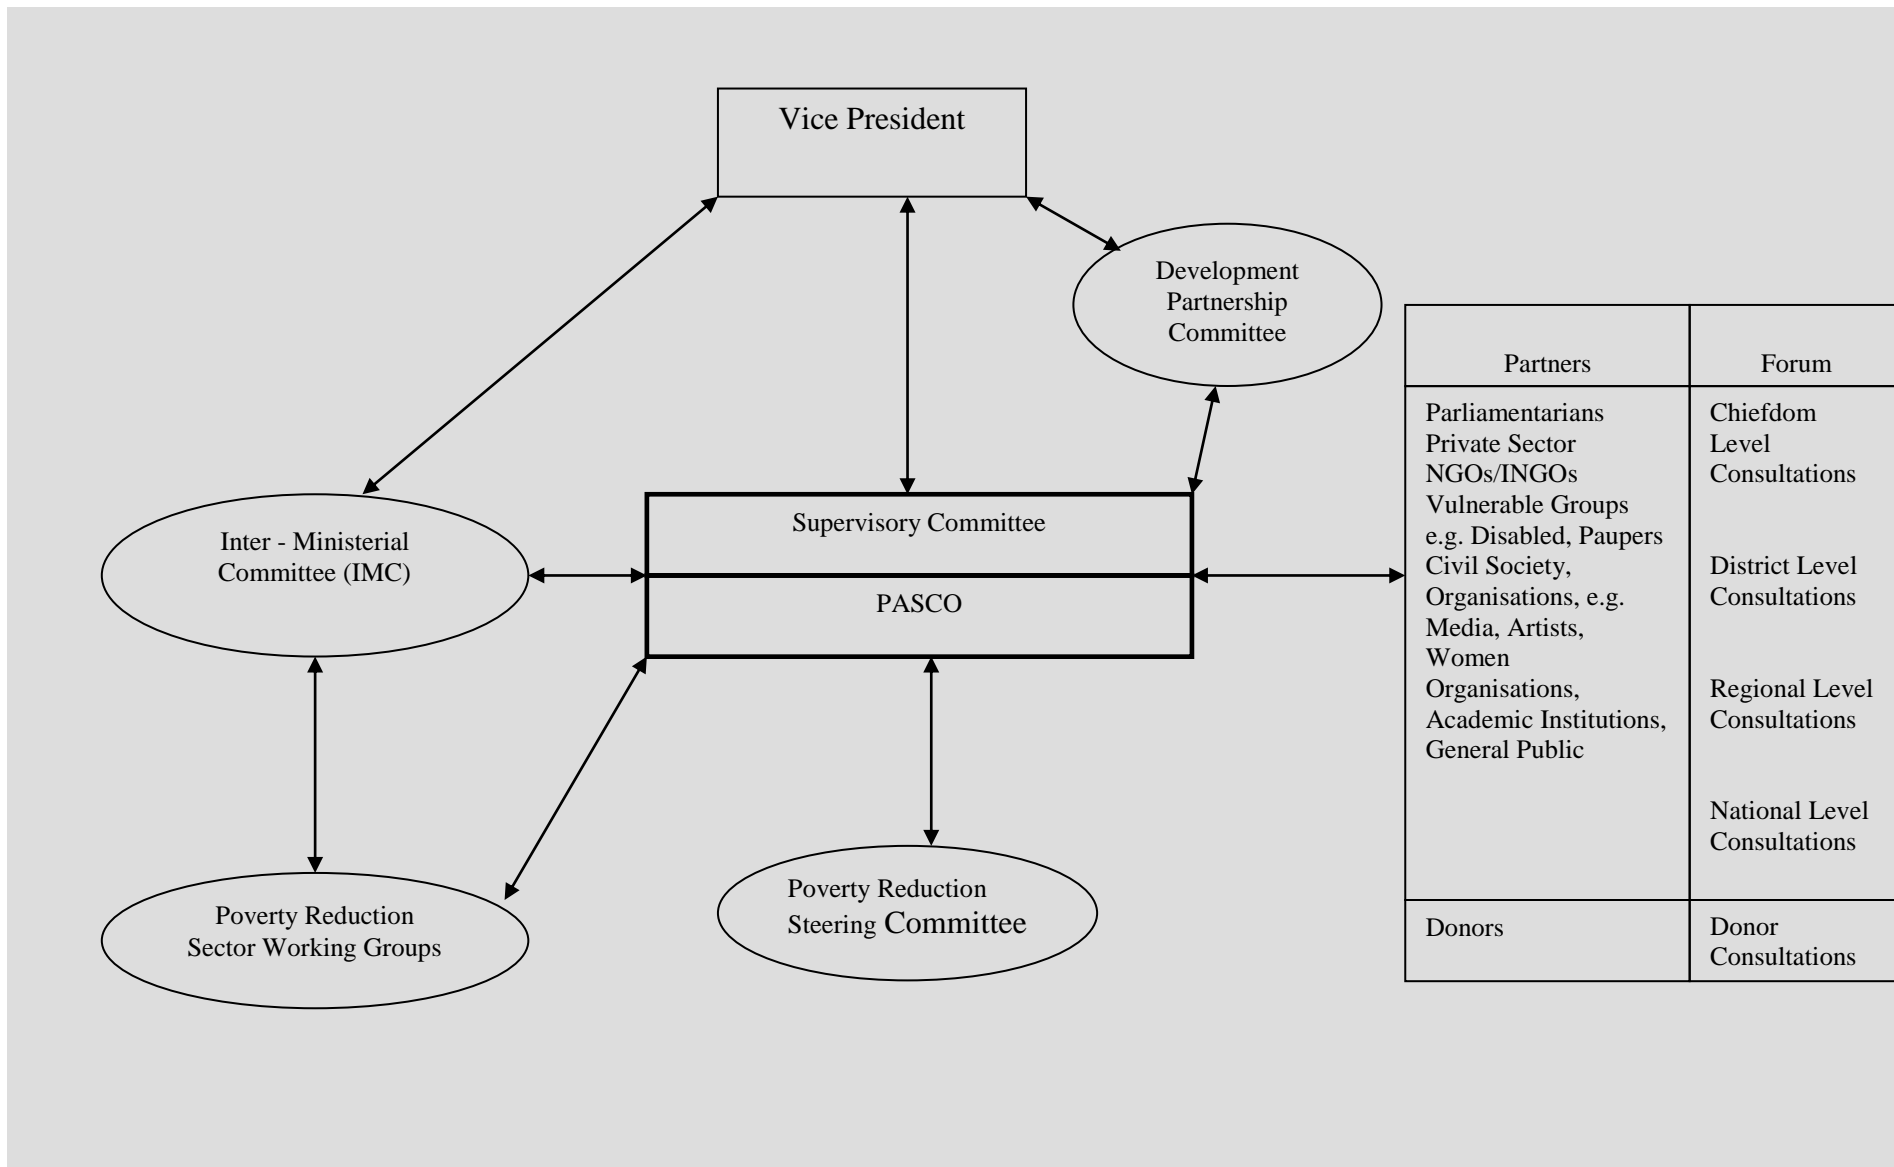 Vice President
Development
Partnership
Committee
Inter - Ministerial
Committee (IMC)
Supervisory Committee
PASCO
Poverty Reduction
Sector Working Groups
Poverty Reduction
Steering Committee
Partners
Forum
Parliamentarians
Private Sector
NGOs/INGOs
Vulnerable Groups
e.g. Disabled, Paupers
Civil Society,
Organisations, e.g.
Media, Artists,
Women
Organisations,
Academic Institutions,
General Public
Chiefdom
Level
Consultations
District Level
Consultations
Regional Level
Consultations
National Level
Consultations
Donors
Donor
Consultations